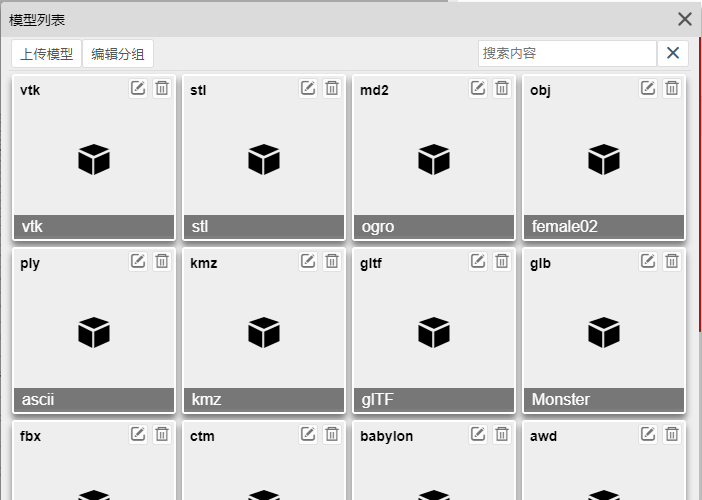 模型列表
上传模型 编辑分组 搜索内容
vtk stl md2 obj
vtk stl ogro female02
ply kmz gltf glb
ascii kmz glTF Monster
fbx ctm babylon awd